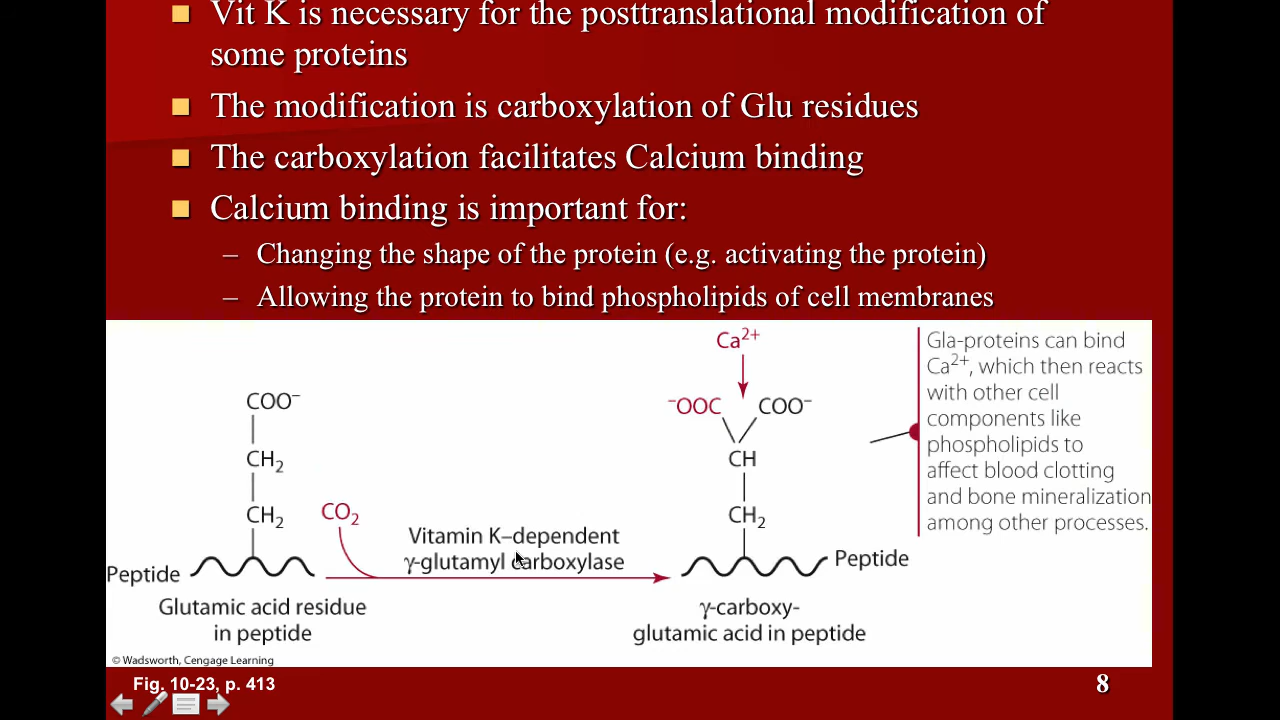 Vit K is necessary for the posttranslational modification of
some proteins
The modification is carboxylation of Glu residues
The carboxylation facilitates Calcium binding
Calcium binding is important for:
– Changing the shape of the protein (e.g. activating the protein)
– Allowing the protein to bind phospholipids of cell membranes
COO⁻
CH₂
CH₂
Peptide
Glutamic acid residue
in peptide
CO₂
Vitamin K–dependent
γ-glutamyl carboxylase
Ca²⁺
⁻OOC COO⁻
CH
CH₂
Peptide
γ-carboxy-
glutamic acid in peptide
Gla-proteins can bind
Ca²⁺, which then reacts
with other cell
components like
phospholipids to
affect blood clotting
and bone mineralization
among other processes.
© Wadsworth, Cengage Learning
Fig. 10-23, p. 413
8